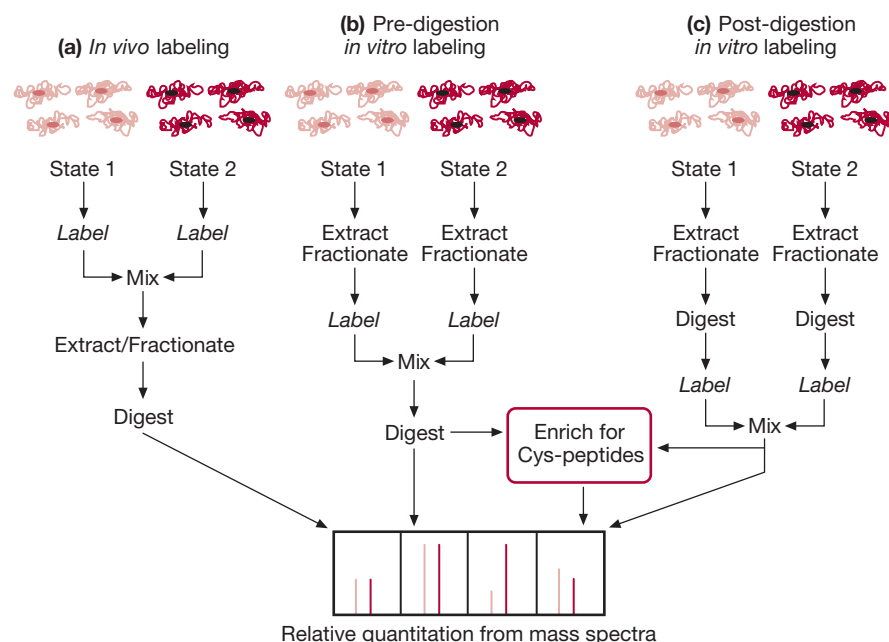 (a) In vivo labeling
State 1
State 2
Label
Label
Mix
Extract/Fractionate
Digest
(b) Pre-digestion
in vitro labeling
State 1
State 2
Extract
Fractionate
Extract
Fractionate
Label
Label
Mix
Digest
Enrich for
Cys-peptides
(c) Post-digestion
in vitro labeling
State 1
State 2
Extract
Fractionate
Extract
Fractionate
Digest
Digest
Label
Label
Mix
Relative quantitation from mass spectra